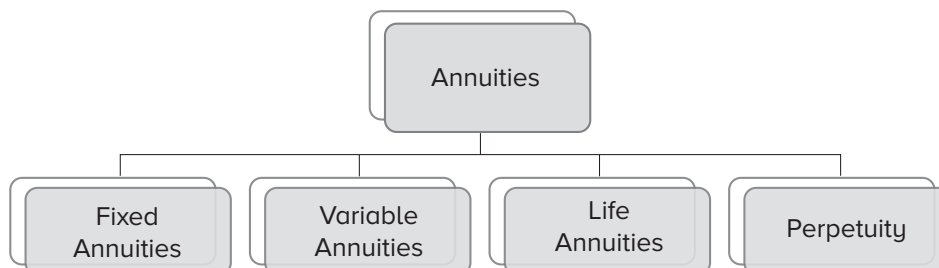 Annuities
Fixed
Annuities
Variable
Annuities
Life
Annuities
Perpetuity